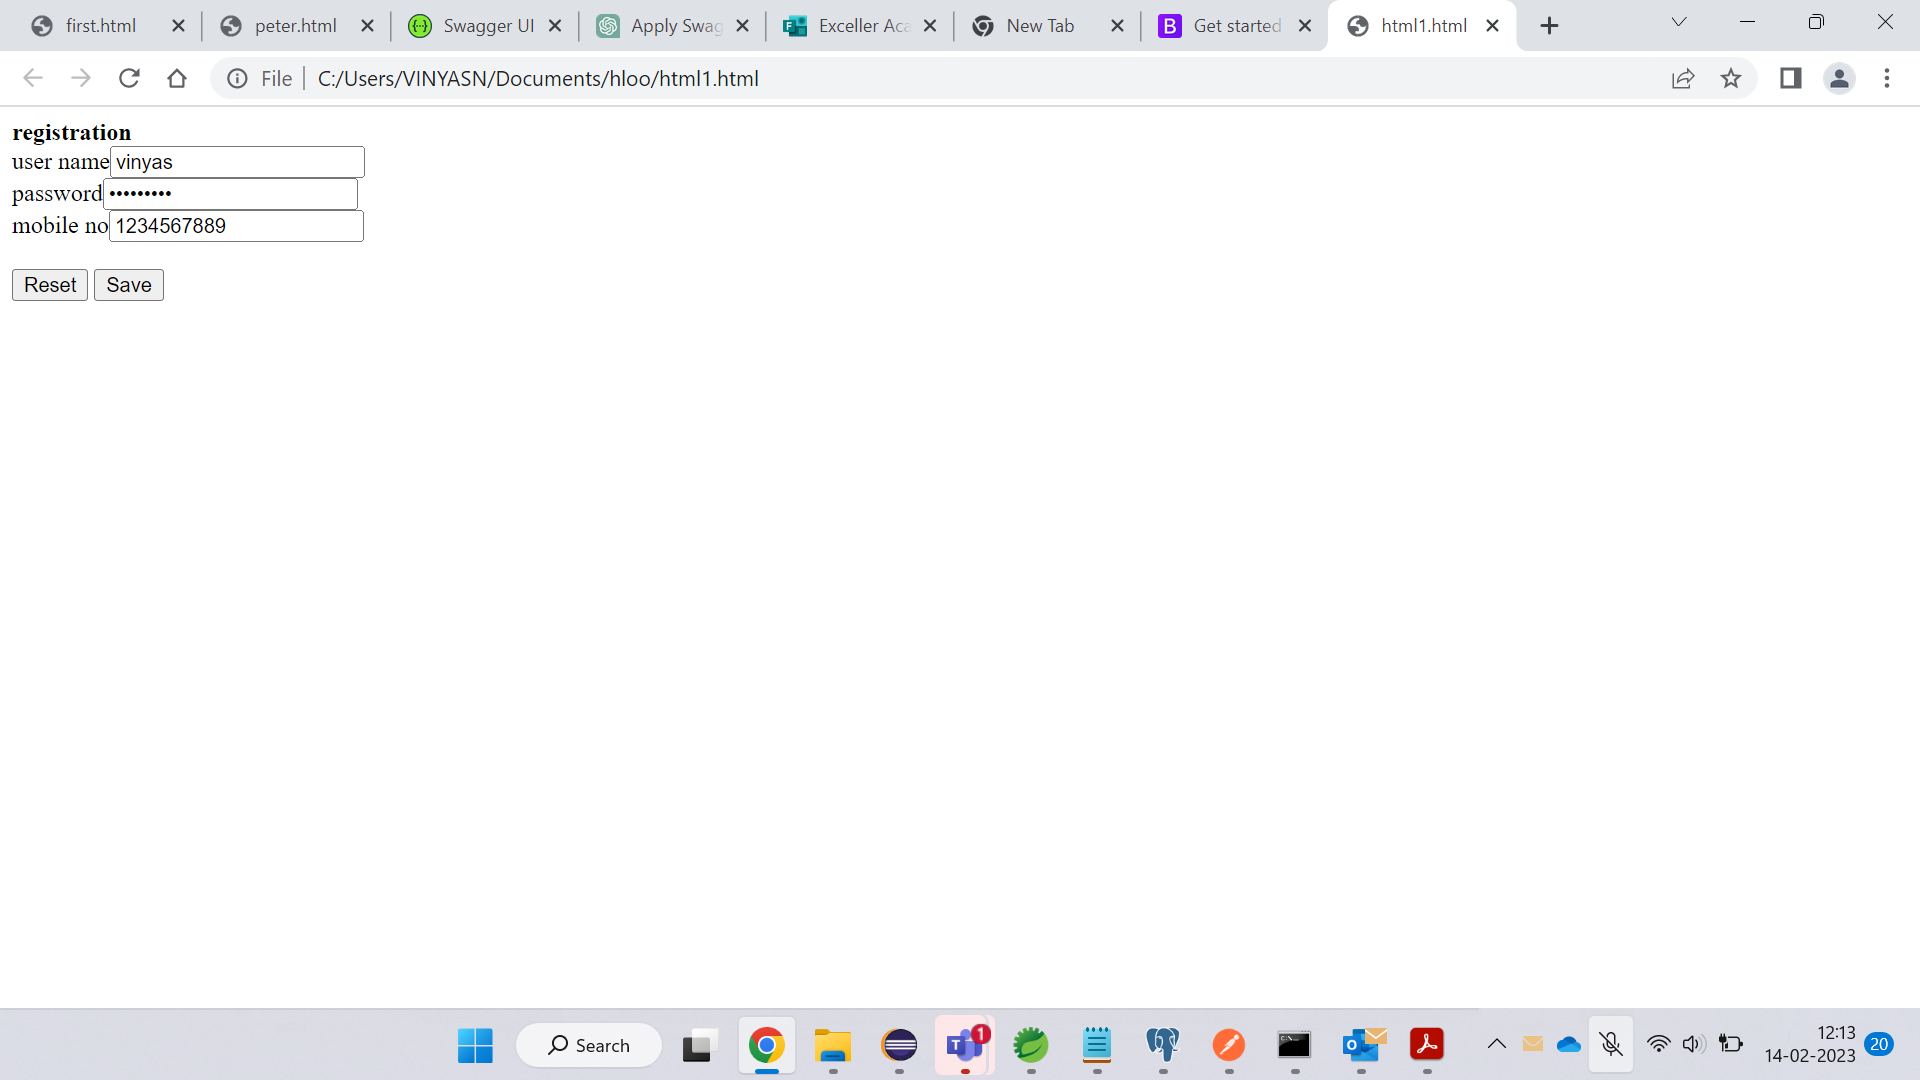 first.html
peter.html
Swagger UI
Apply Swag
Exceller Aca
New Tab
B
Get started
html1.html
File
C:/Users/VINYASN/Documents/hloo/html1.html
registration
user name vinyas
password •••••••••
mobile no 1234567889
Reset Save
Search
1
12:13
14-02-2023
20